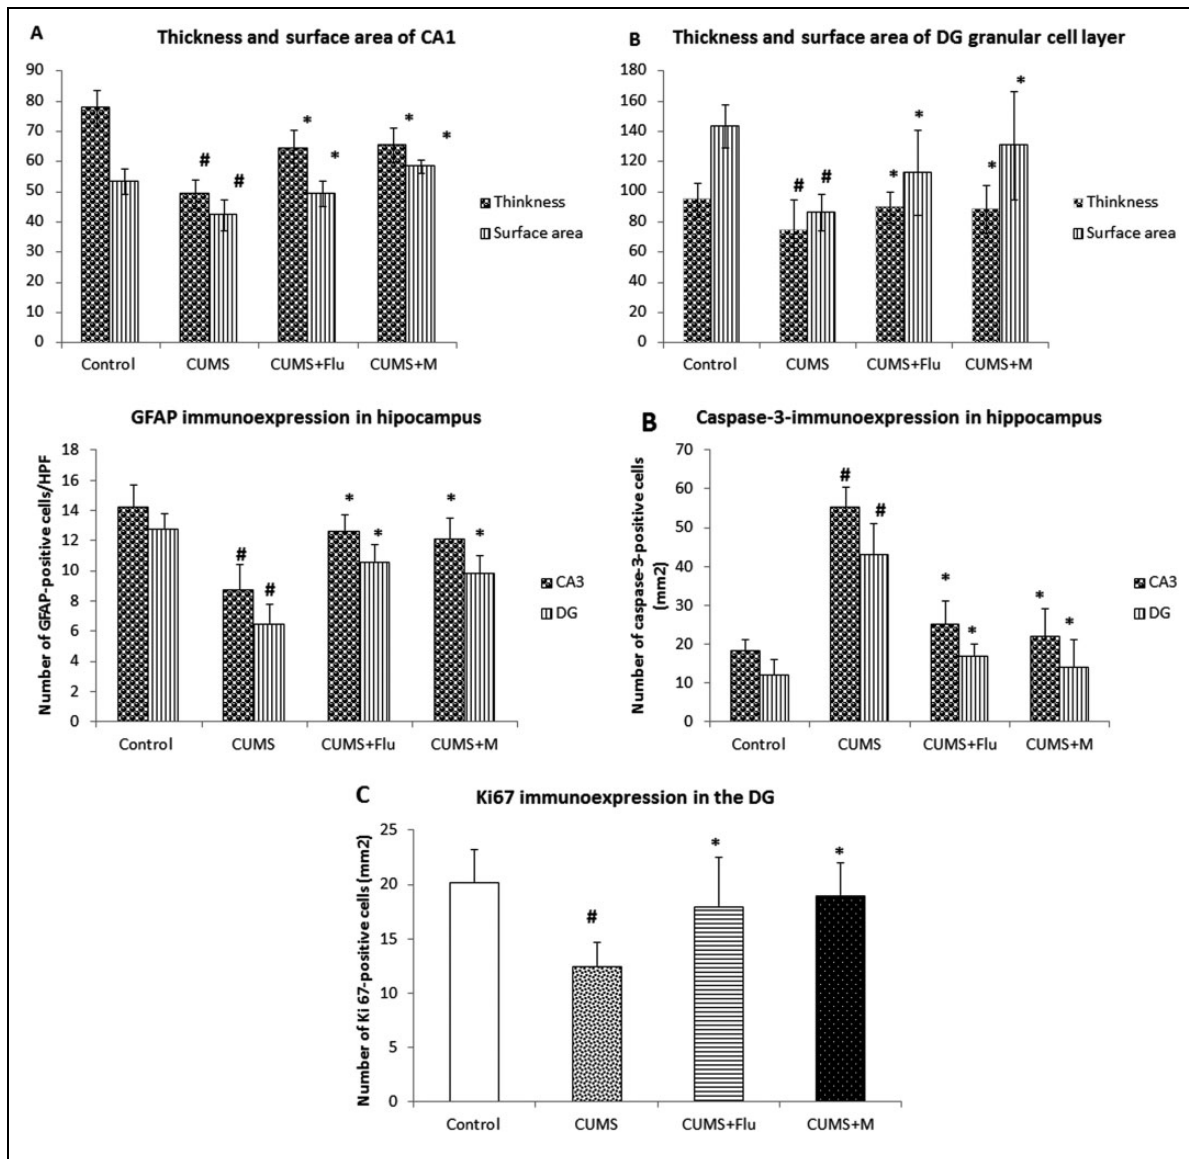 A
Thickness and surface area of CA1
90
80
70
60
50
40
30
20
10
0
#
#
*
*
*
*
Thinkness
Surface area
Control
CUMS
CUMS+Flu
CUMS+M
B
Thickness and surface area of DG granular cell layer
180
160
140
120
100
80
60
40
20
0
#
#
*
*
*
*
Thinkness
Surface area
Control
CUMS
CUMS+Flu
CUMS+M
GFAP immunoexpression in hipocampus
Number of GFAP-positive cells/HPF
18
16
14
12
10
8
6
4
2
0
#
#
*
*
*
*
Control
CUMS
CUMS+Flu
CUMS+M
CA3
DG
B
Caspase-3-immunoexpression in hippocampus
Number of caspase-3-positive cells
(mm2)
70
60
50
40
30
20
10
0
#
#
*
*
*
*
Control
CUMS
CUMS+Flu
CUMS+M
CA3
DG
C
Ki67 immunoexpression in the DG
Number of Ki 67-positive cells (mm2)
25
20
15
10
5
0
#
*
*
Control
CUMS
CUMS+Flu
CUMS+M